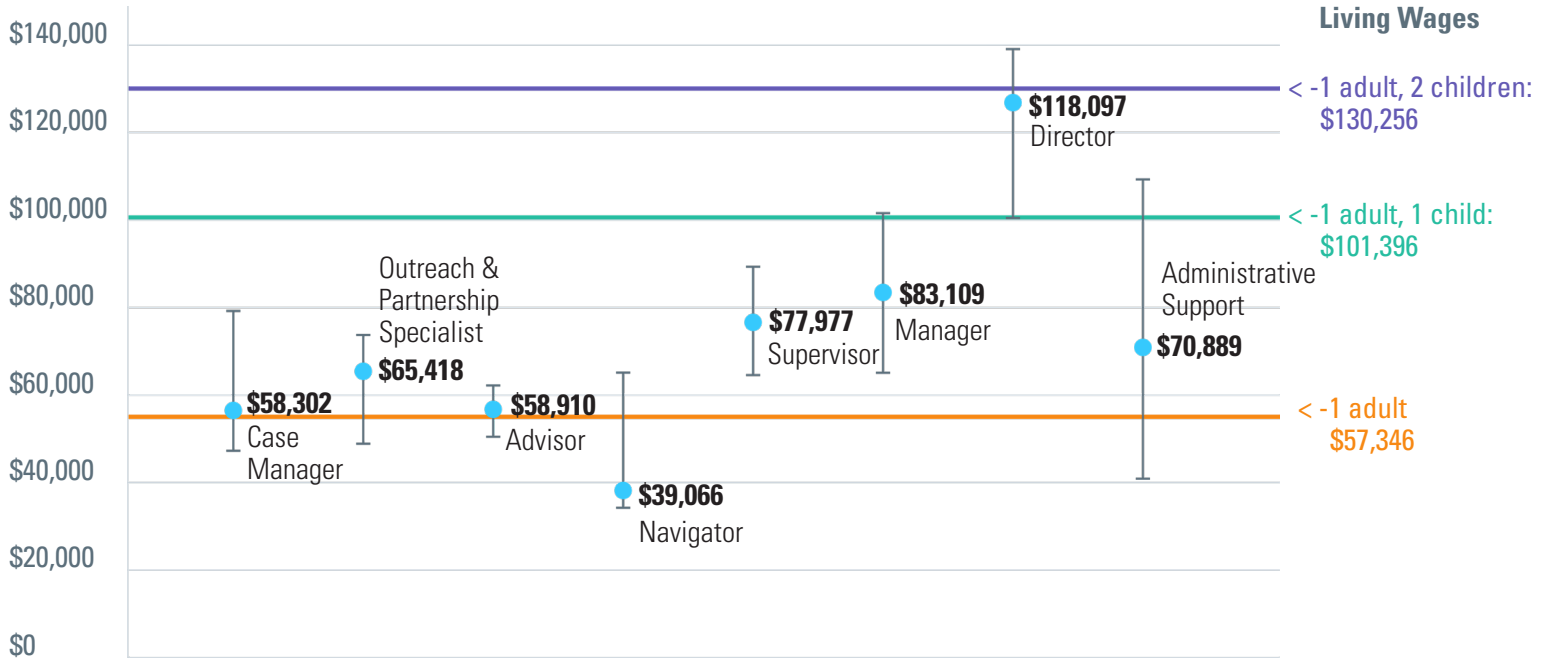 Living Wages
$140,000
$120,000
$100,000
$80,000
$60,000
$40,000
$20,000
$0
< -1 adult, 2 children:
$130,256
< -1 adult, 1 child:
$101,396
< -1 adult
$57,346
$58,302
Case
Manager
Outreach &
Partnership
Specialist
$65,418
$58,910
Advisor
$39,066
Navigator
$77,977
Supervisor
$83,109
Manager
$118,097
Director
Administrative
Support
$70,889